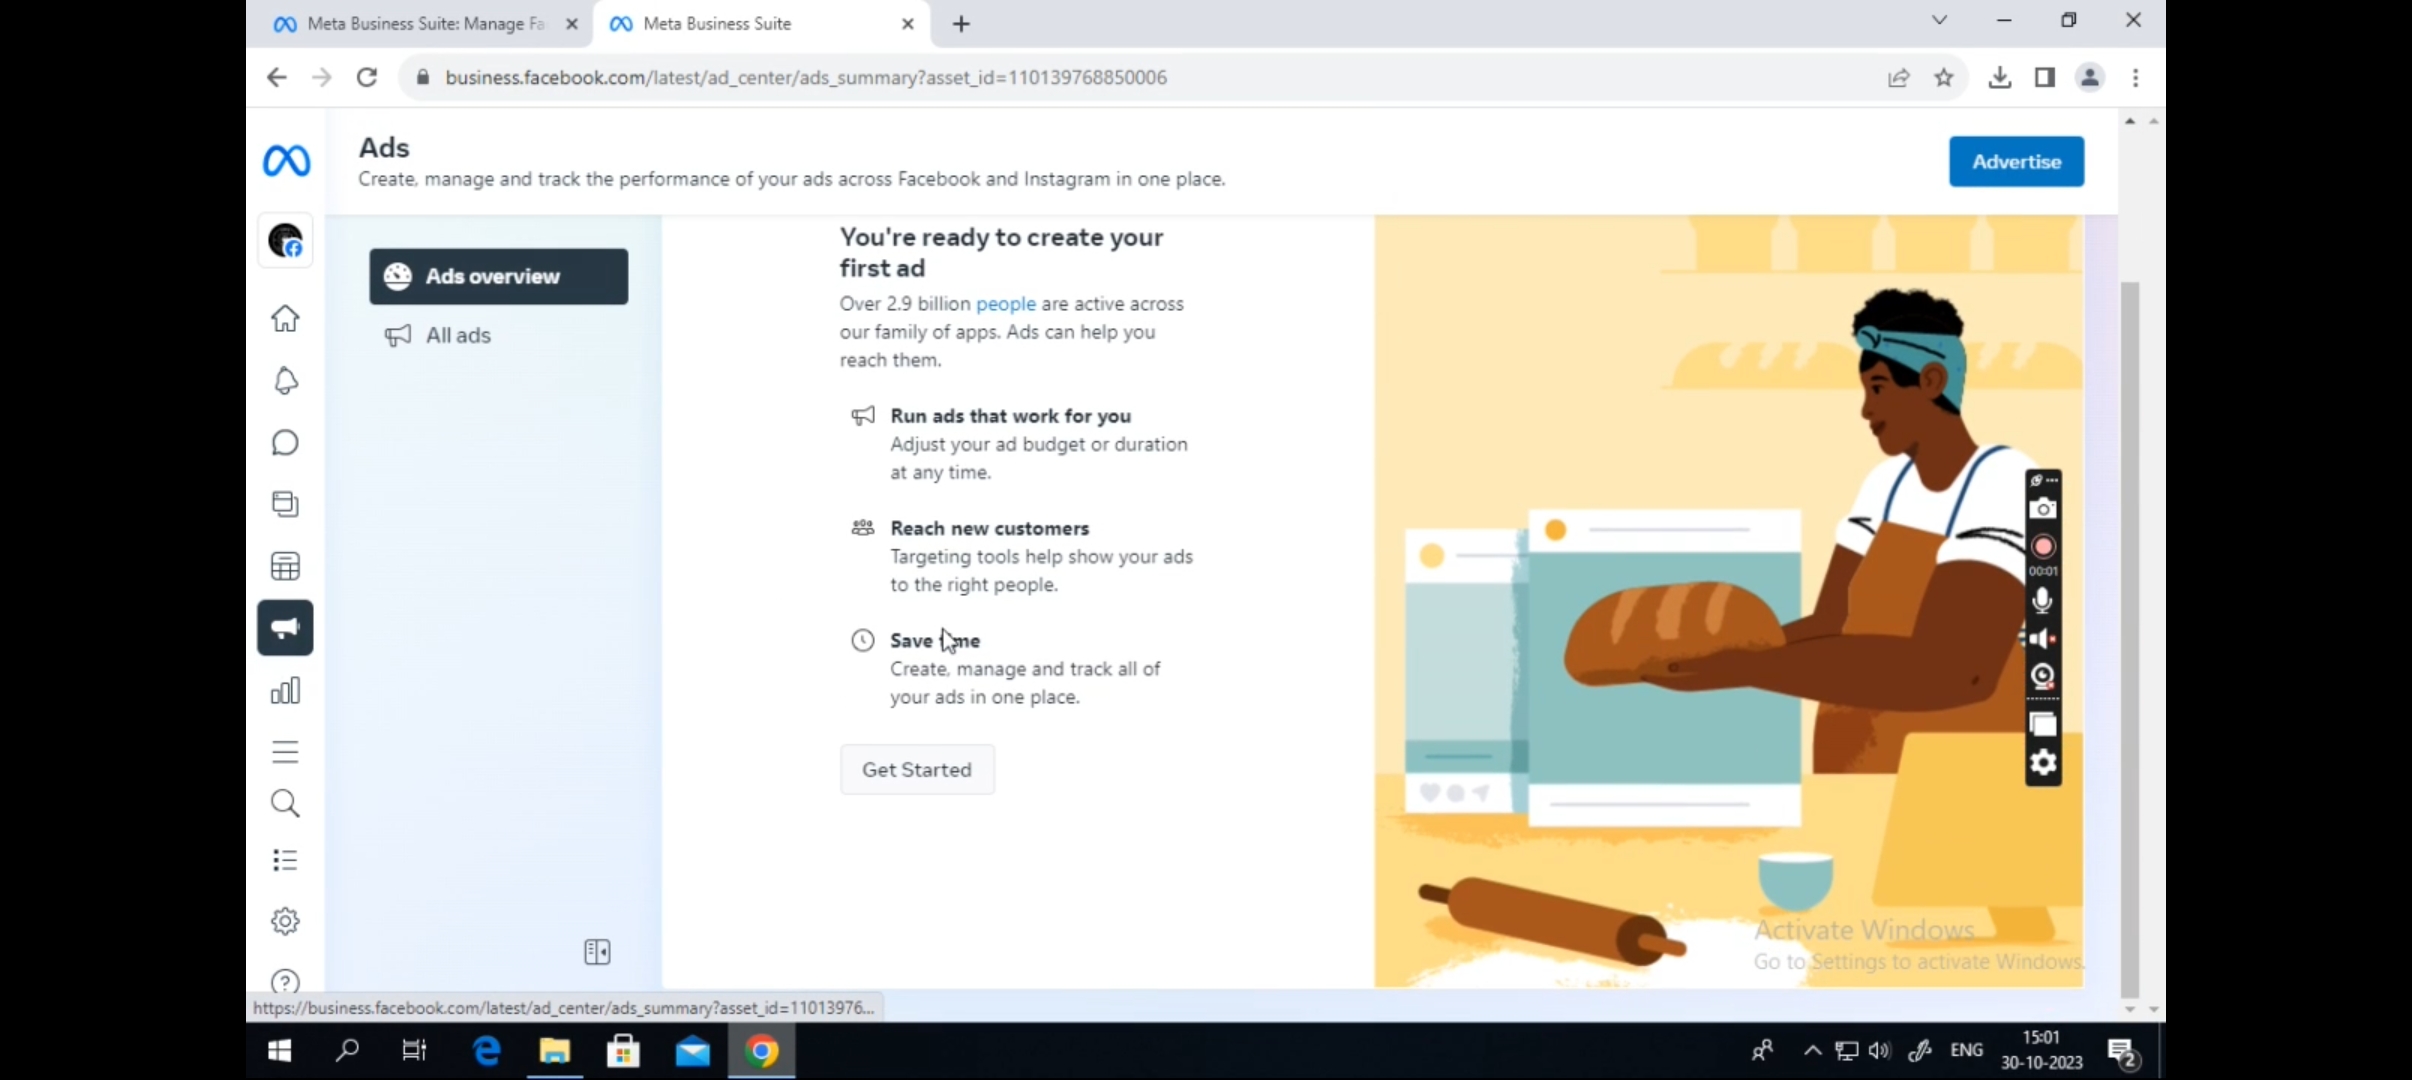 Meta Business Suite: Manage Fa
Meta Business Suite
business.facebook.com/latest/ad_center/ads_summary?asset_id=110139768850006
Ads
Create, manage and track the performance of your ads across Facebook and Instagram in one place.
Advertise
Ads overview
All ads
You're ready to create your
first ad
Over 2.9 billion people are active across
our family of apps. Ads can help you
reach them.
Run ads that work for you
Adjust your ad budget or duration
at any time.
Reach new customers
Targeting tools help show your ads
to the right people.
Save time
Create, manage and track all of
your ads in one place.
Get Started
00:01
Activate Windows
Go to Settings to activate Windows.
https://business.facebook.com/latest/ad_center/ads_summary?asset_id=11013976...
ENG
15:01
30-10-2023
2